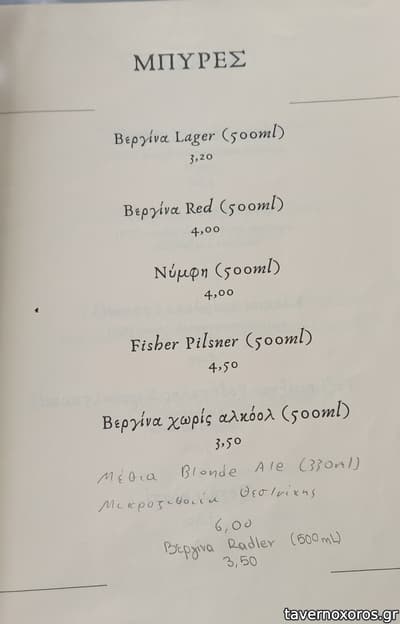 ΜΠΥΡΕΣ
Βεργίνα Lager (500ml)
3,20
Βεργίνα Red (500ml)
4,00
Νύμφη (500ml)
4,00
Fisher Pilsner (500ml)
4,50
Βεργίνα χωρίς αλκόολ (500ml)
3,50
Μέθια Blonde Ale (330ml)
Μικροζυθοποιία Θεσ/νίκης
6,00
Βεργίνα Radler (500mL)
3,50
tavernoxoros.gr